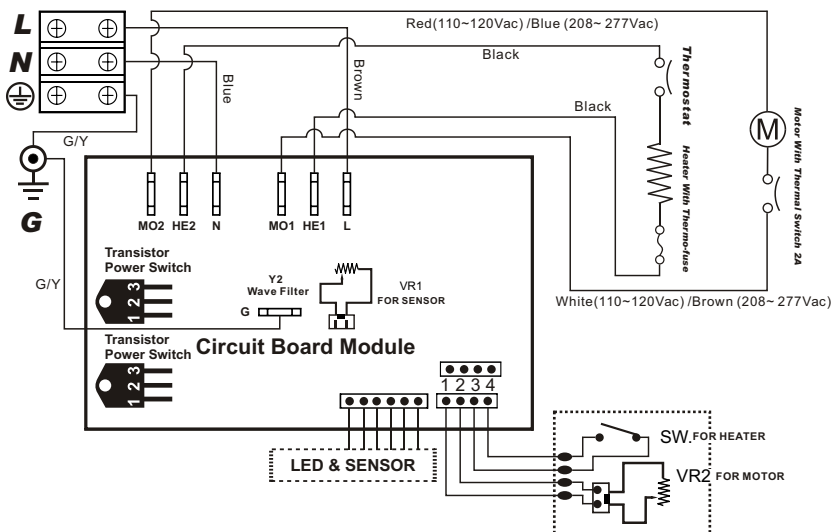 L
N
G
Red(110~120Vac) /Blue (208~ 277Vac)
Black
Black
Blue
Brown
G/Y
G/Y
Thermostat
Heater With Thermo-fuse
M
Motor With Thermal Switch 2A
White(110~120Vac) /Brown (208~ 277Vac)
MO2 HE2 N MO1 HE1 L
Transistor
Power Switch
1 2 3
Y2
Wave Filter
G
VR1
FOR SENSOR
Transistor
Power Switch
1 2 3
Circuit Board Module
1 2 3 4
LED & SENSOR
SW. FOR HEATER
VR2 FOR MOTOR